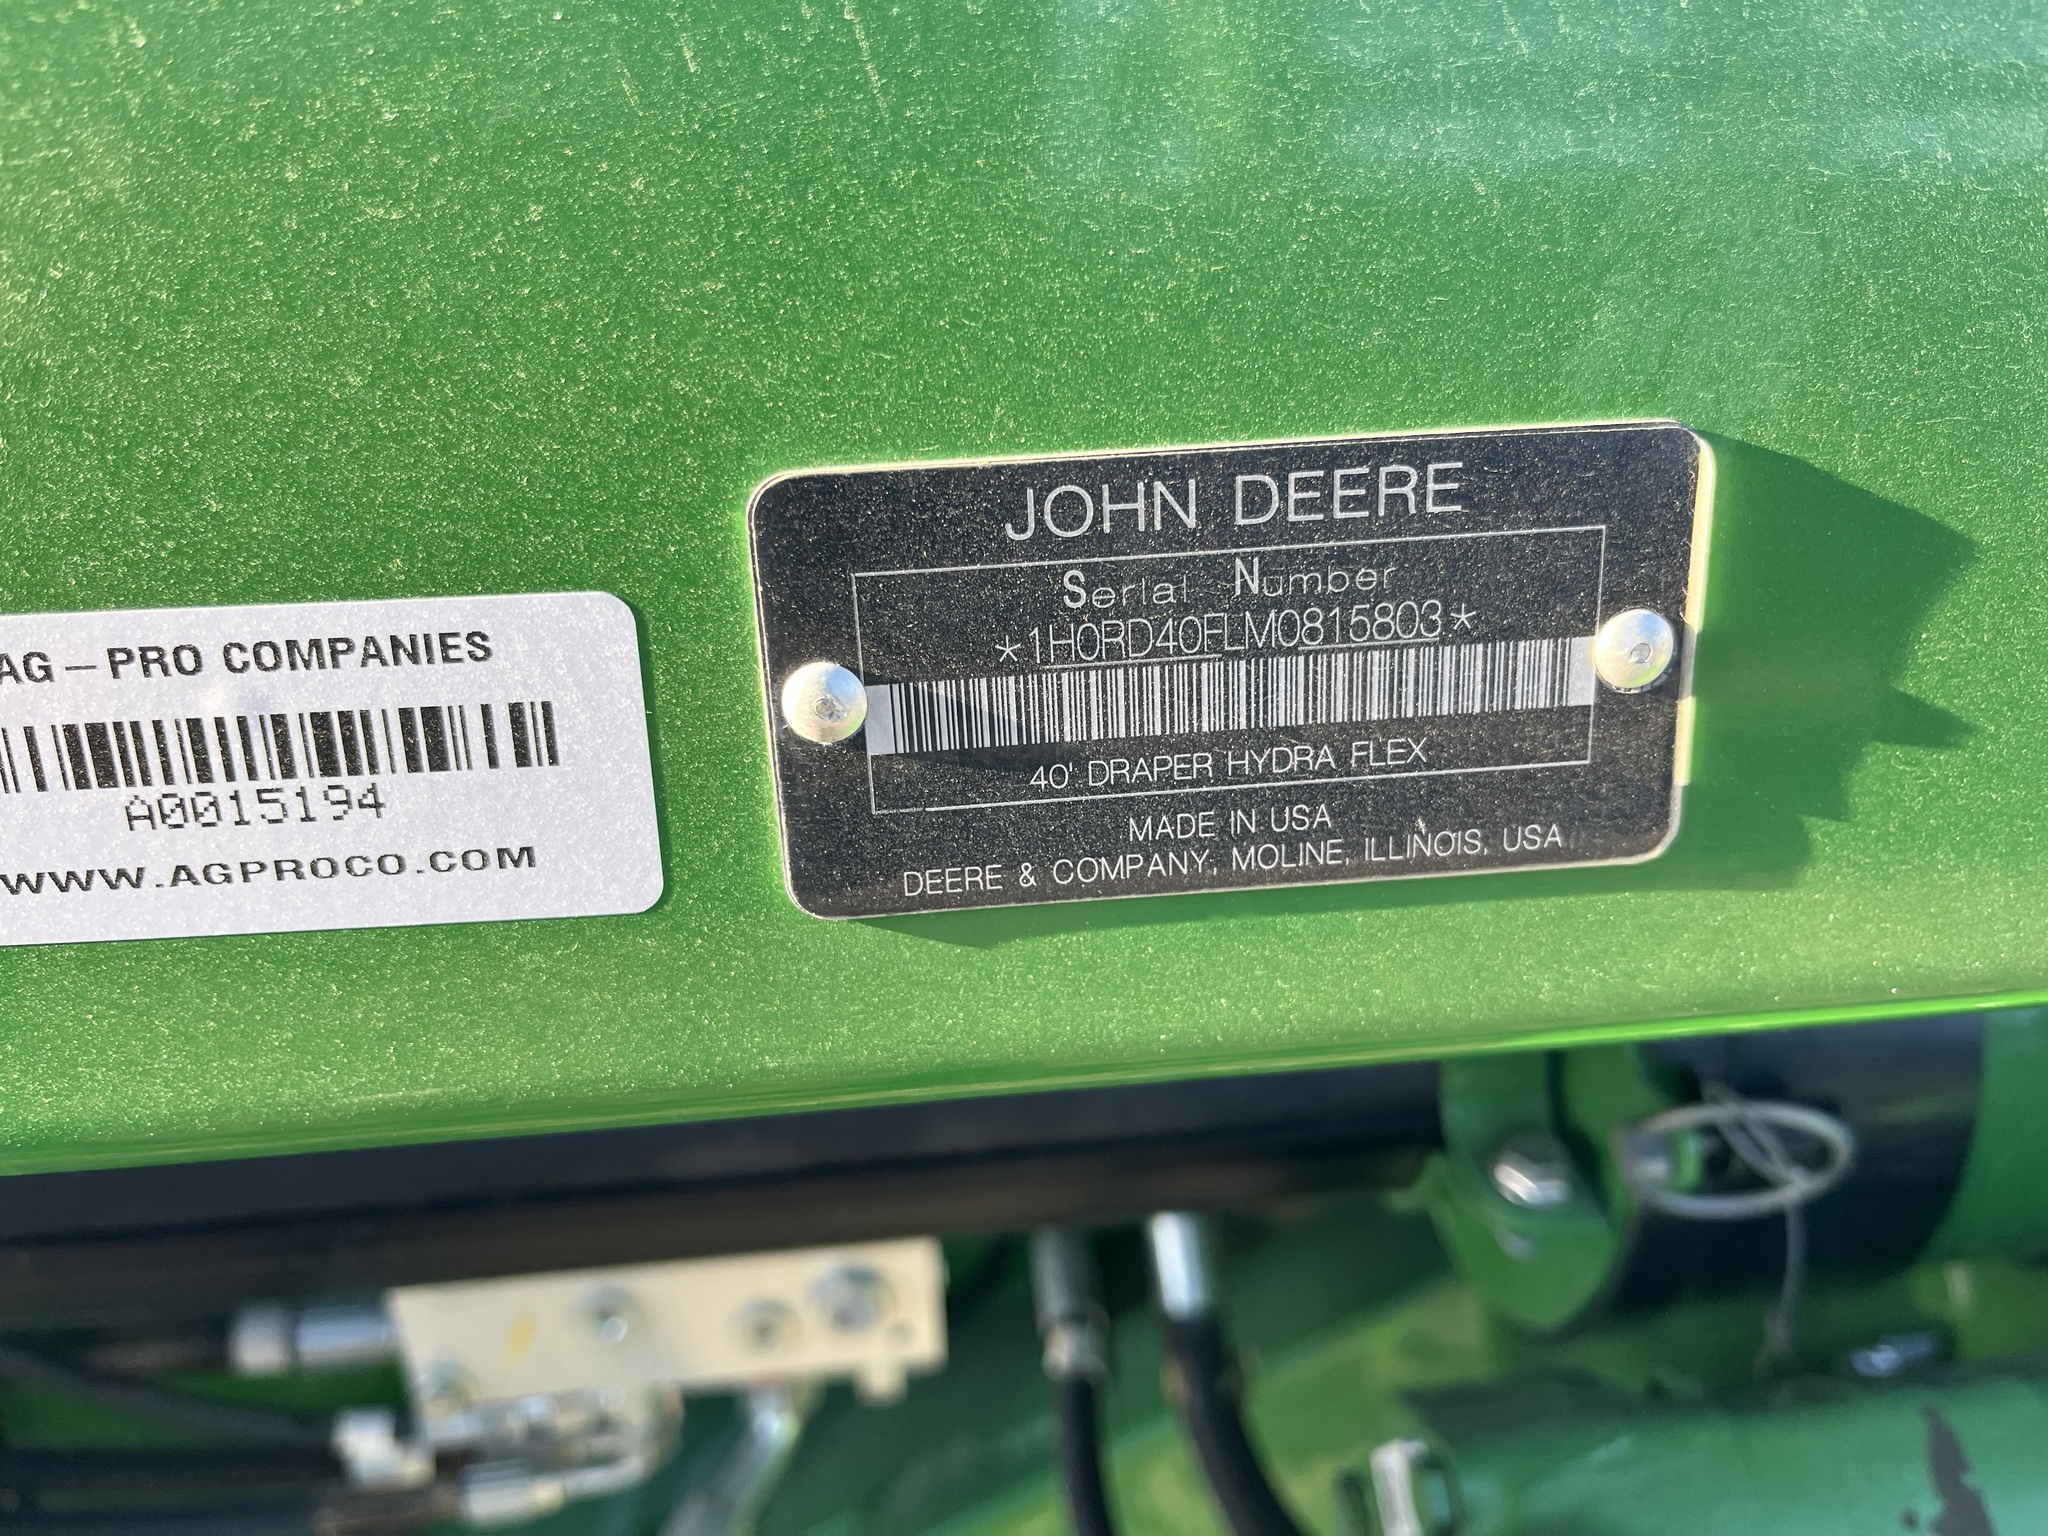 AG-PRO COMPANIES
A0015194
WWW.AGPROCO.COM
JOHN DEERE
Serial Number
*1H0RD40FLM0815803*
40' DRAPER HYDRA FLEX
MADE IN USA
DEERE & COMPANY, MOLINE, ILLINOIS, USA